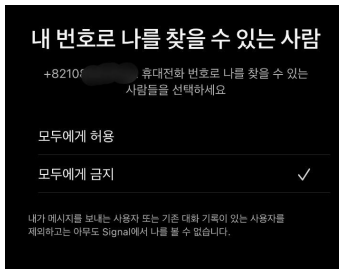 내 번호로 나를 찾을 수 있는 사람
+82108 휴대전화 번호로 나를 찾을 수 있는
사람들을 선택하세요
모두에게 허용
모두에게 금지
내가 메시지를 보내는 사용자 또는 기존 대화 기록이 있는 사용자를
제외하고는 아무도 Signal에서 나를 볼 수 없습니다.